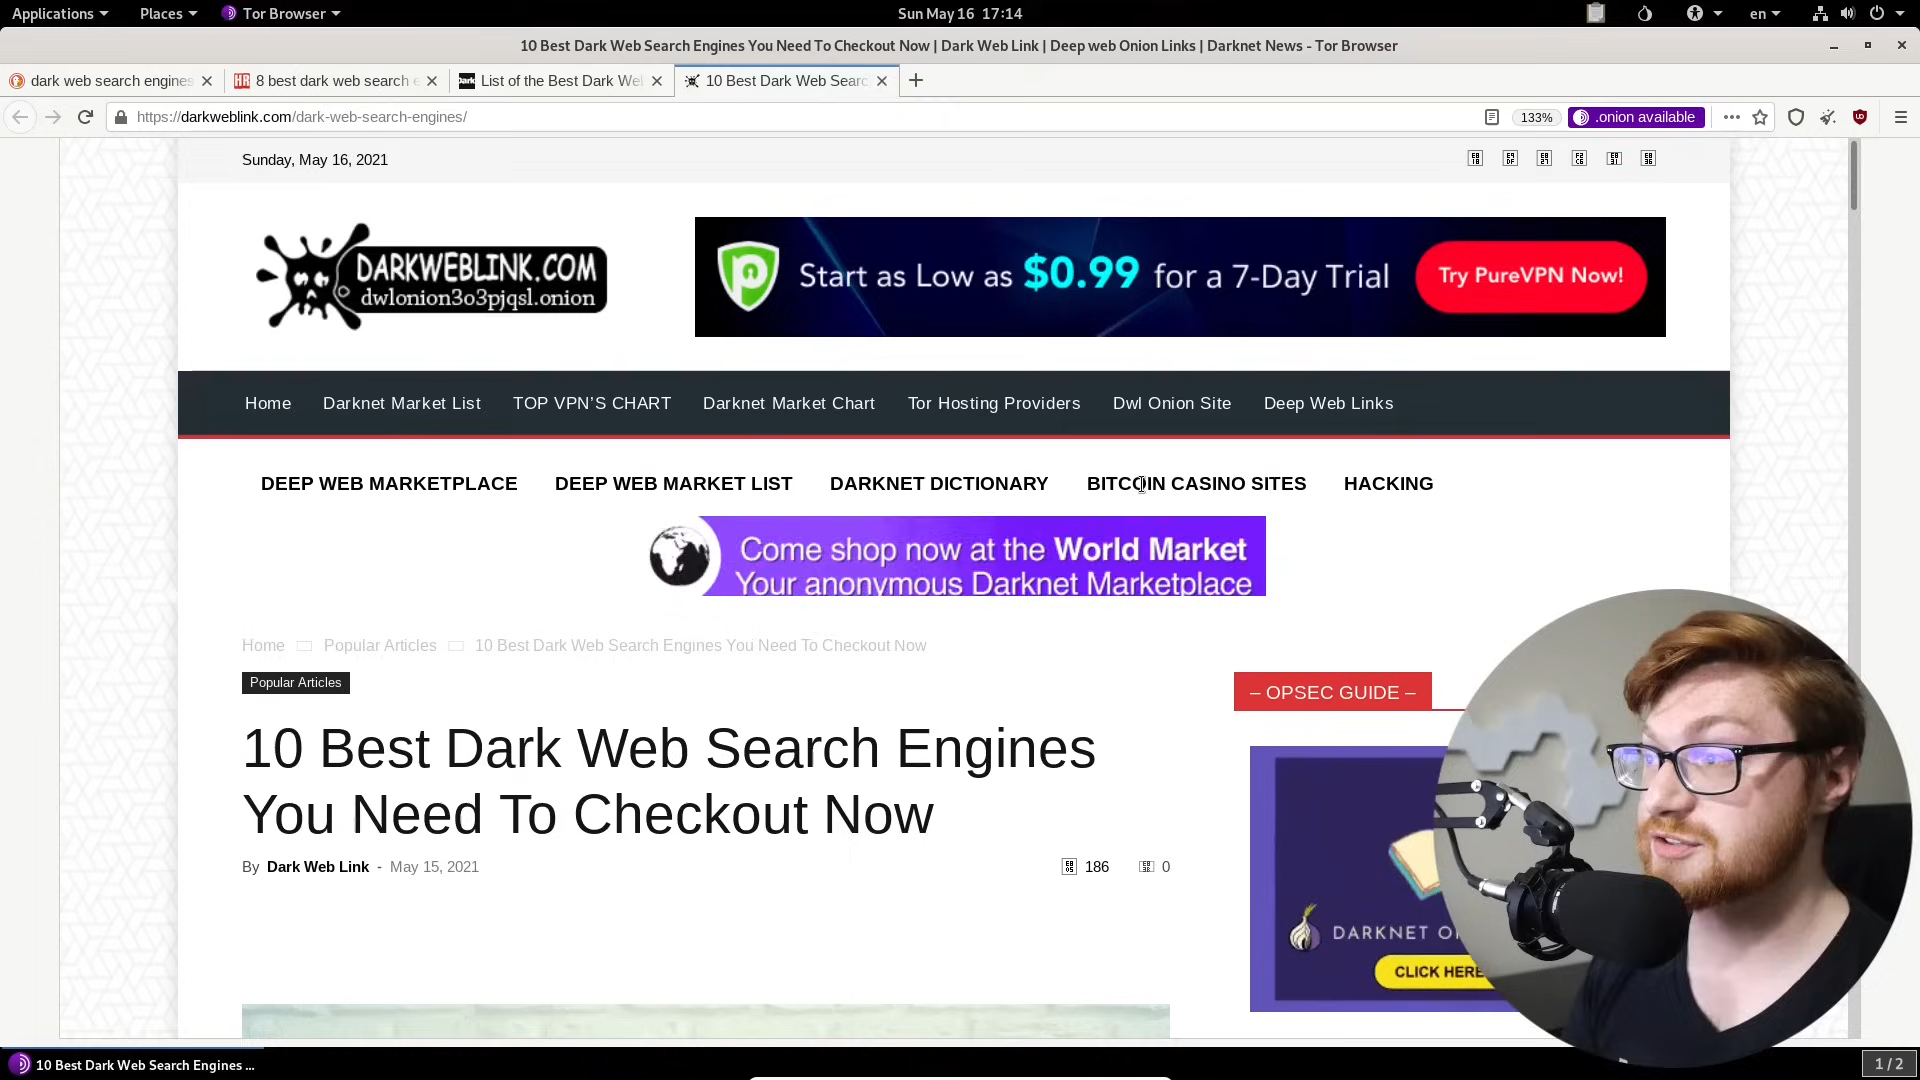 Applications Places Tor Browser Sun May 16 17:14 en
10 Best Dark Web Search Engines You Need To Checkout Now | Dark Web Link | Deep web Onion Links | Darknet News - Tor Browser
dark web search engines 8 best dark web search e List of the Best Dark We 10 Best Dark Web Searc
https://darkweblink.com/dark-web-search-engines/ 133% .onion available
Sunday, May 16, 2021
DARKWEBLINK.COM
dwlonion3o3pjqsl.onion
Start as Low as $0.99 for a 7-Day Trial Try PureVPN Now!
Home Darknet Market List TOP VPN'S CHART Darknet Market Chart Tor Hosting Providers Dwl Onion Site Deep Web Links
DEEP WEB MARKETPLACE DEEP WEB MARKET LIST DARKNET DICTIONARY BITCOIN CASINO SITES HACKING
Come shop now at the World Market
Your anonymous Darknet Marketplace
Home Popular Articles 10 Best Dark Web Search Engines You Need To Checkout Now
Popular Articles
– OPSEC GUIDE –
10 Best Dark Web Search Engines
You Need To Checkout Now
By Dark Web Link - May 15, 2021 186 0
DARKNET
CLICK HERE
10 Best Dark Web Search Engines ... 1 / 2